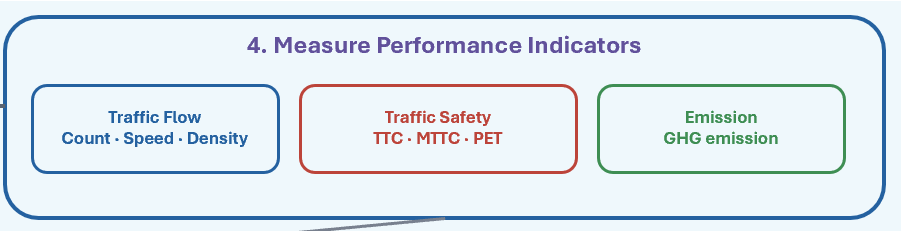 4. Measure Performance Indicators
Traffic Flow
Count · Speed · Density
Traffic Safety
TTC · MTTC · PET
Emission
GHG emission